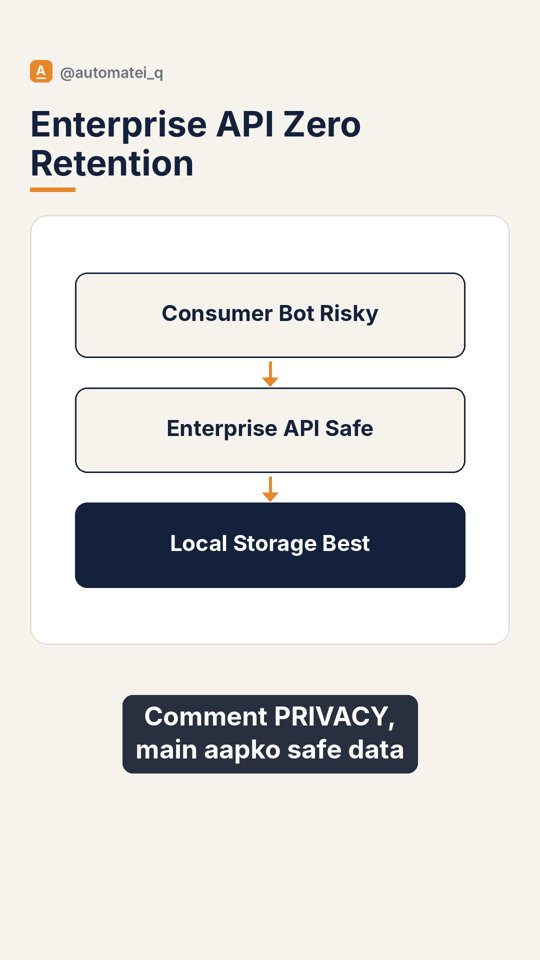 A
@automatei_q
Enterprise API Zero
Retention
Consumer Bot Risky
Enterprise API Safe
Local Storage Best
Comment PRIVACY,
main aapko safe data